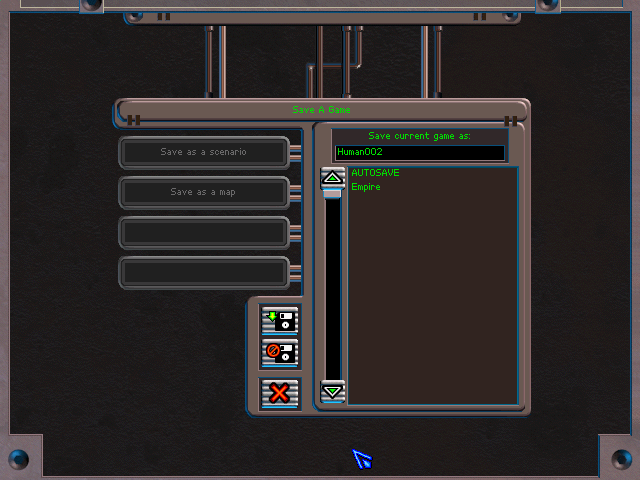 Save A Game
Save current game as:
Human002
Save as a scenario
AUTOSAVE
Empire
Save as a map